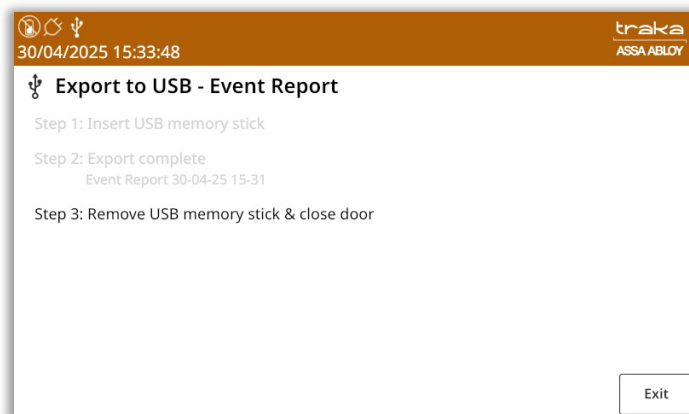 traka
30/04/2025 15:33:48
ASSA ABLOY
Export to USB - Event Report
Step 1: Insert USB memory stick
Step 2: Export complete
Event Report 30-04-25 15-31
Step 3: Remove USB memory stick & close door
Exit